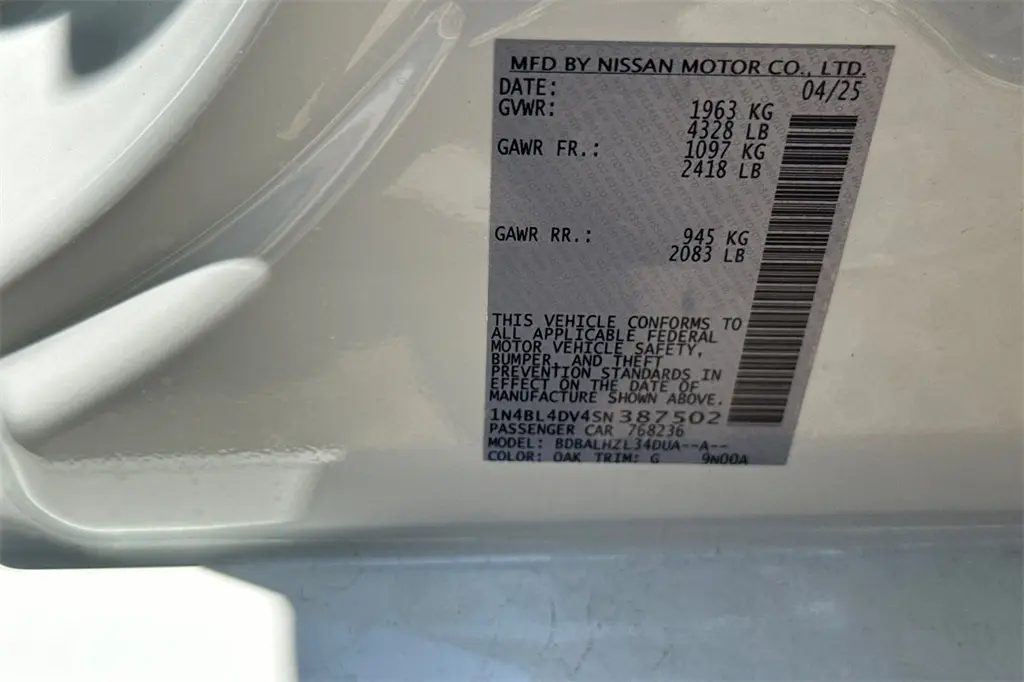 MFD BY NISSAN MOTOR CO., LTD.
DATE: 04/25
GVWR: 1963 KG
4328 LB
GAWR FR.: 1097 KG
2418 LB
GAWR RR.: 945 KG
2083 LB
THIS VEHICLE CONFORMS TO
ALL APPLICABLE FEDERAL
MOTOR VEHICLE SAFETY,
BUMPER, AND THEFT
PREVENTION STANDARDS IN
EFFECT ON THE DATE OF
MANUFACTURE SHOWN ABOVE.
1N4BL4DV4SN387502
PASSENGER CAR 768236
MODEL: BDBALHZL34DUA--A--
COLOR: OAK TRIM: G 9N00A